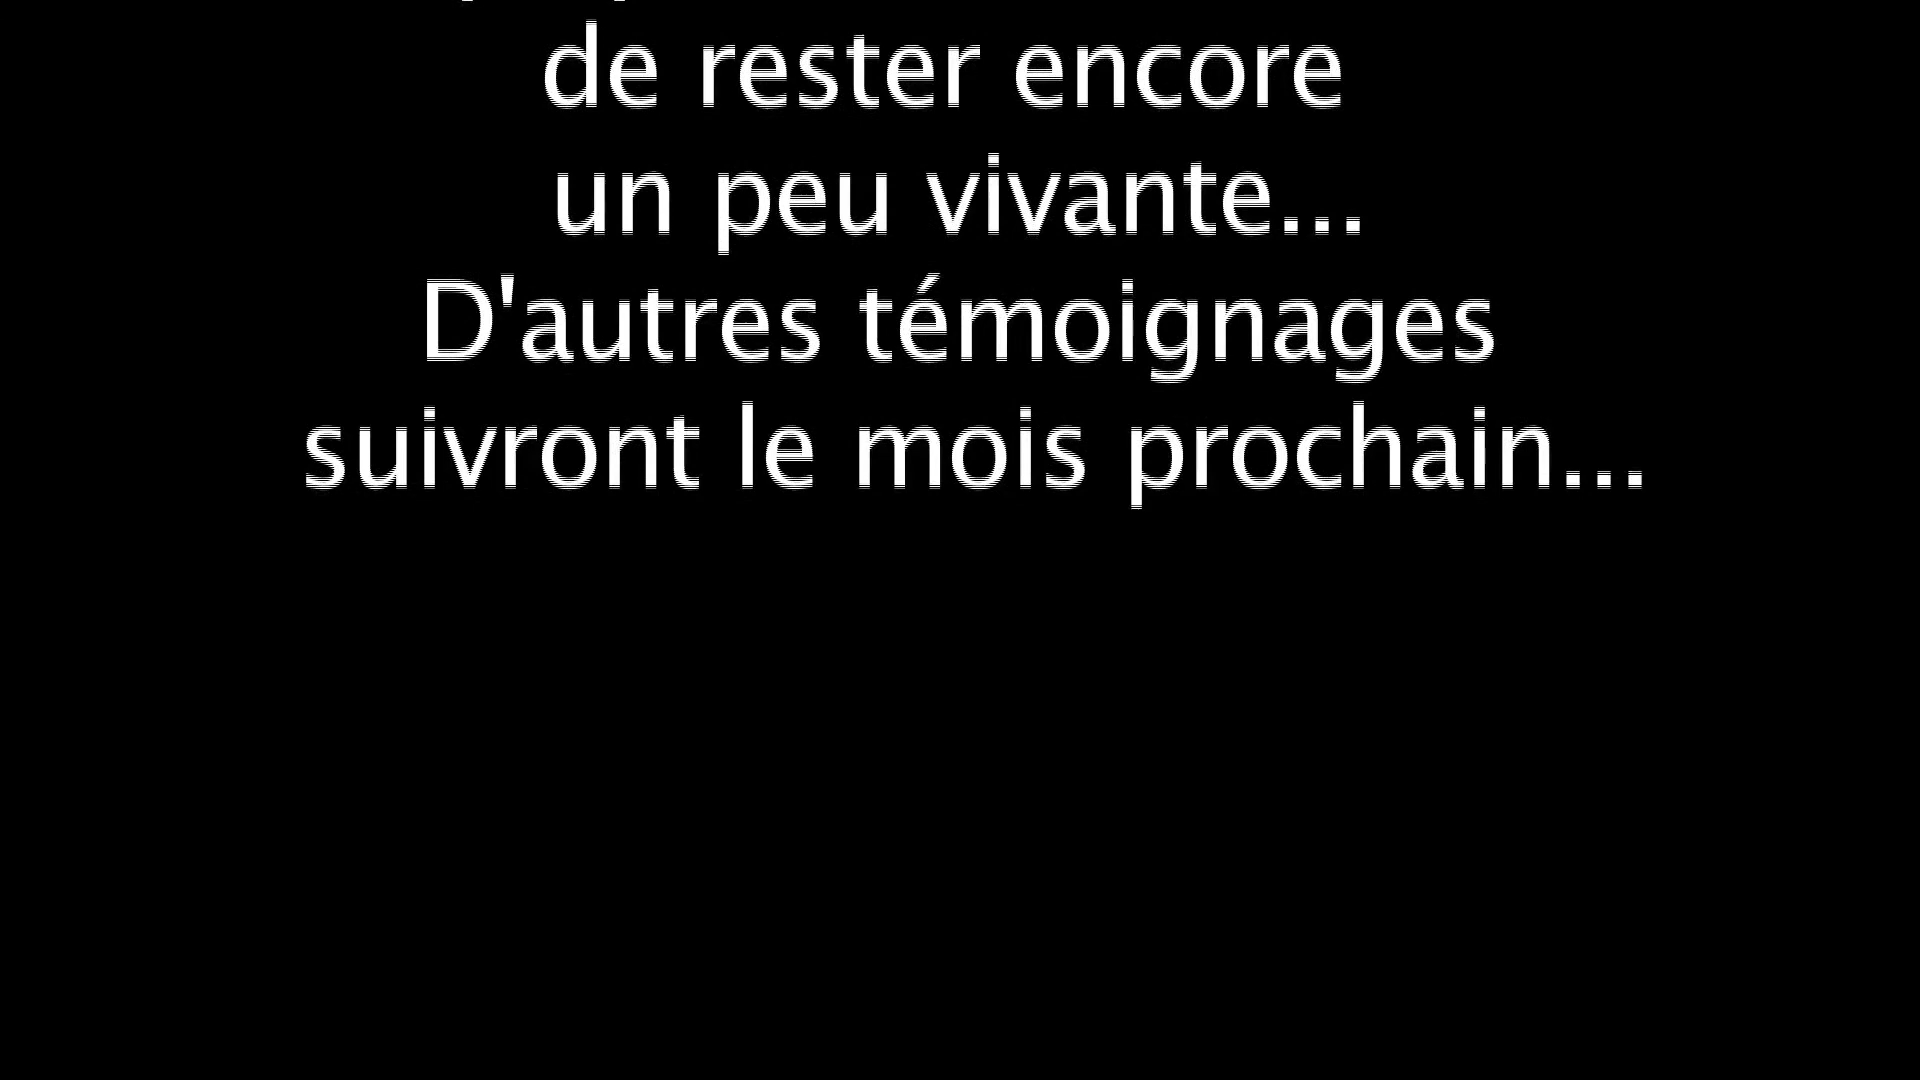 de rester encore
un peu vivante...
D'autres témoignages
suivront le mois prochain...